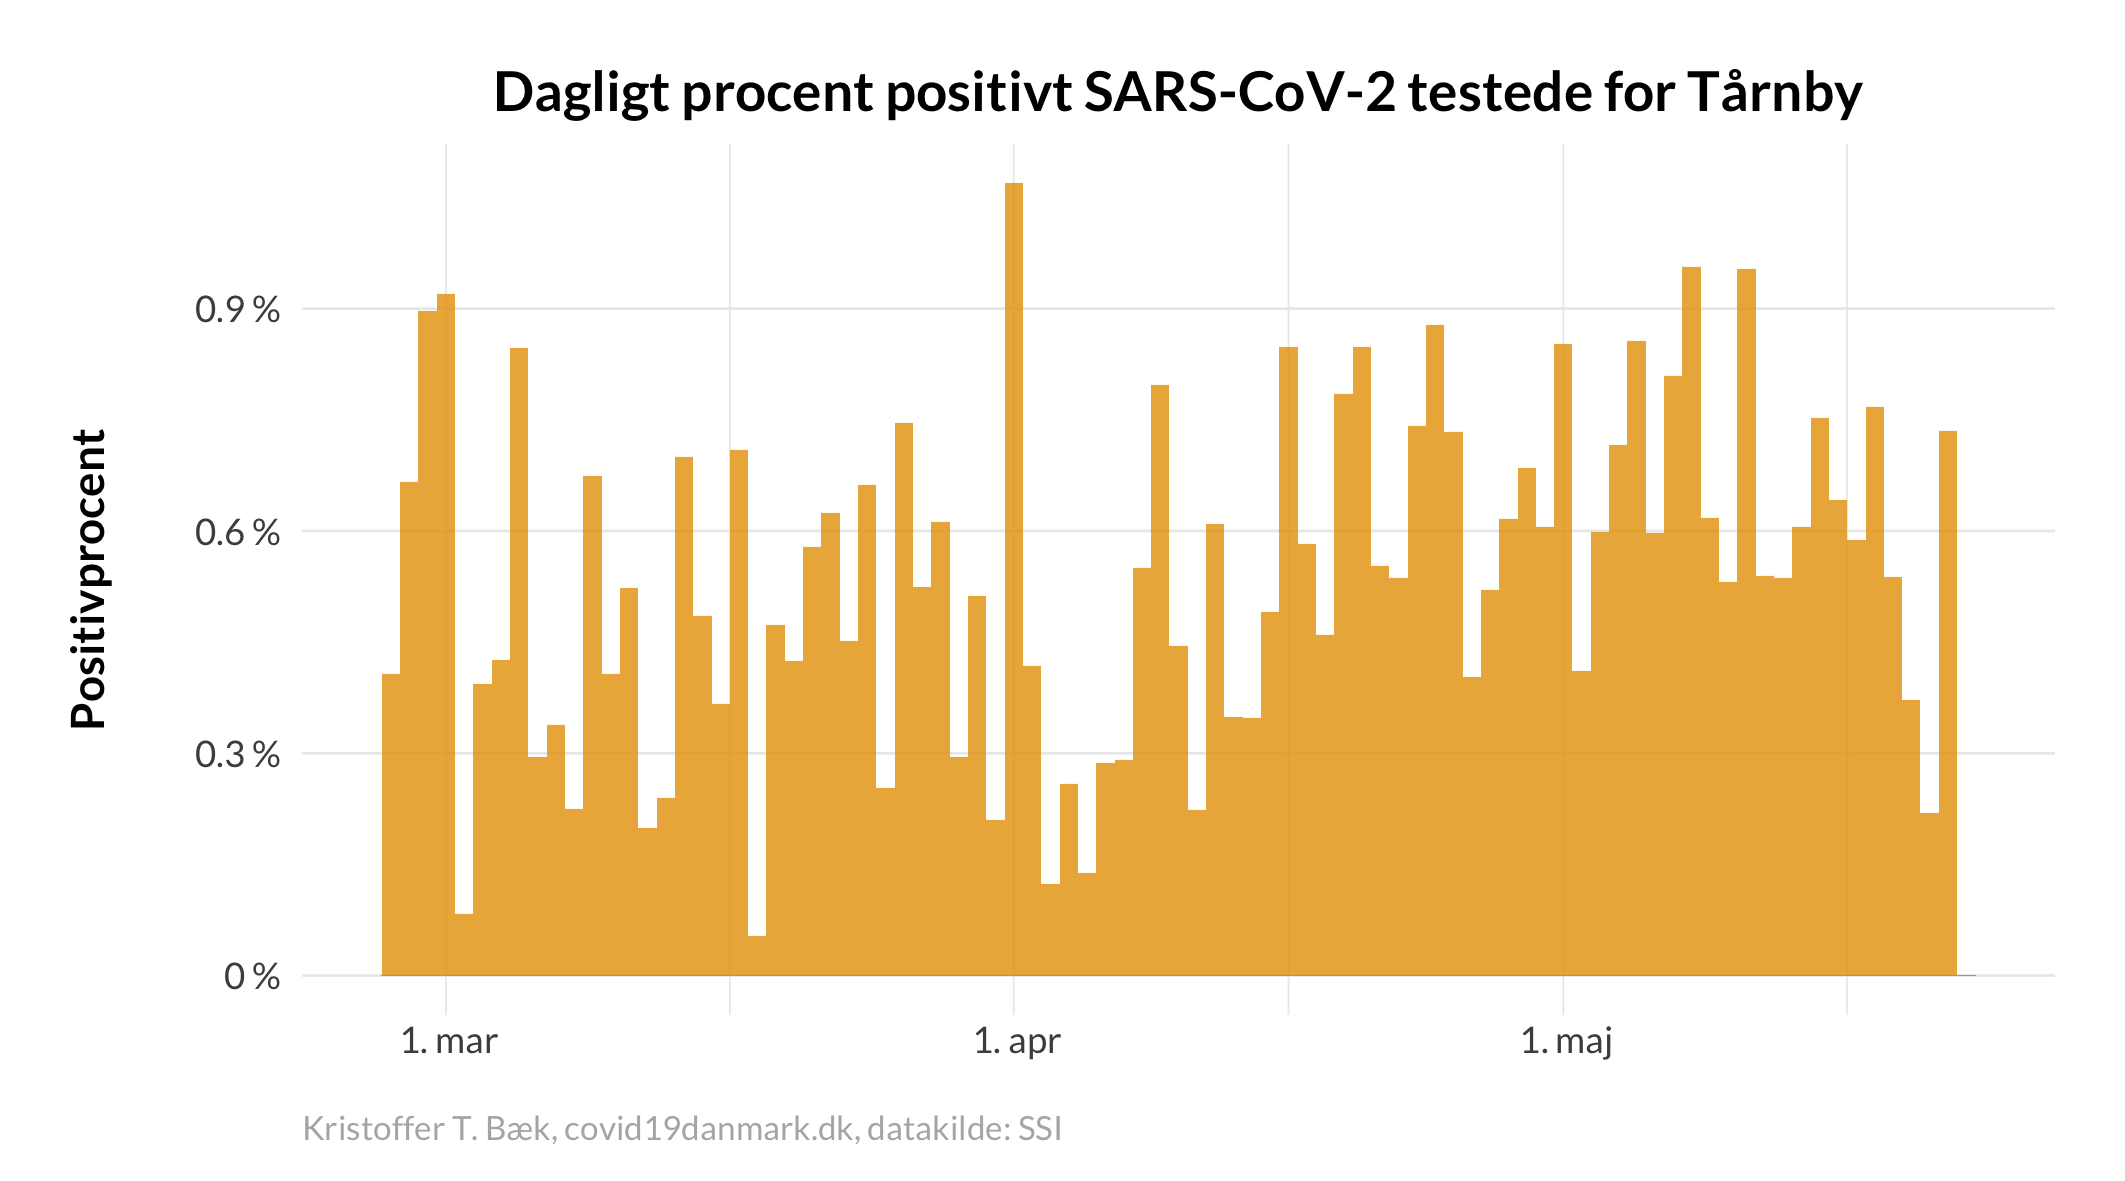 Dagligt procent positivt SARS-CoV-2 testede for Tårnby
Positivprocent
0.9 %
0.6 %
0.3 %
0 %
1. mar
1. apr
1. maj
Kristoffer T. Bæk, covid19danmark.dk, datakilde: SSI